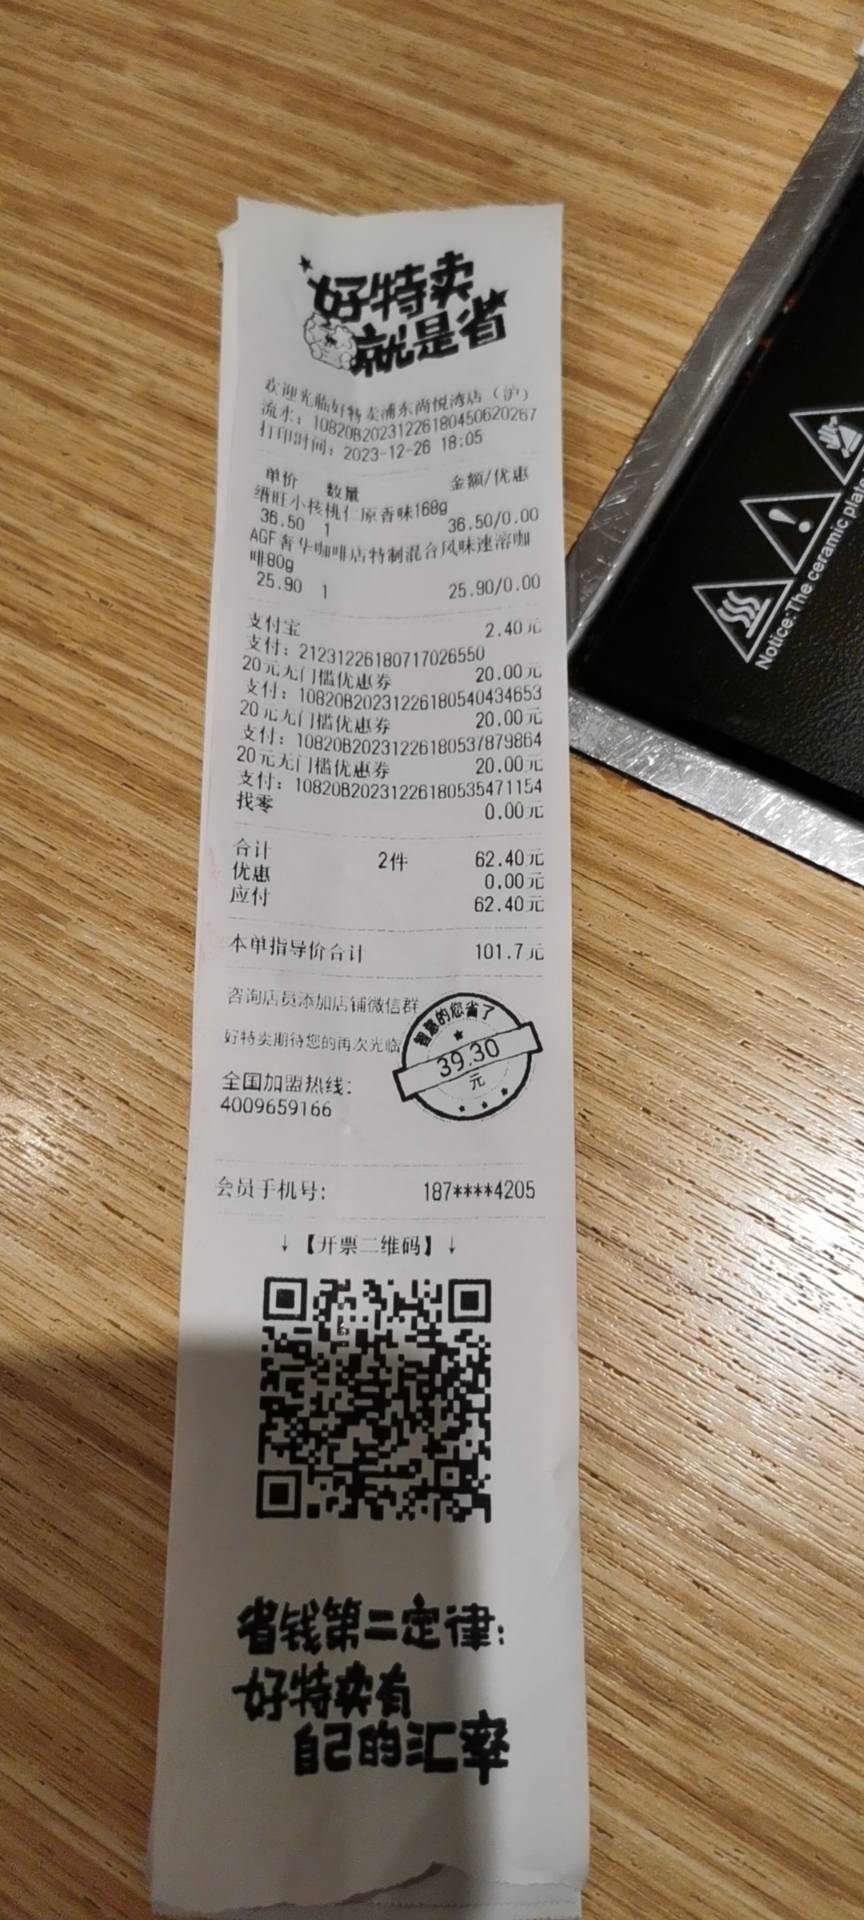 好特卖
就是省
欢迎光临好特卖浦东尚悦湾店（沪）
流水：10820B20231226180450620267
打印时间：2023-12-26 18:05
单价 数量 金额/优惠
小核桃仁原香味168g
36.50 1 36.50/0.00
AGF奢华咖啡店特制混合风味速溶咖
啡80g
25.90 1 25.90/0.00
支付宝 2.40元
支付：21231226180717026550
20元无门槛优惠券 20.00元
支付：10820B20231226180540434653
20元无门槛优惠券 20.00元
支付：10820B20231226180537879864
20元无门槛优惠券 20.00元
支付：10820B20231226180535471154
找零 0.00元
合计 2件 62.40元
优惠 0.00元
应付 62.40元
本单指导价合计 101.7元
咨询店员添加店铺微信群
好特卖期待您的再次光临
智慧的您省了
39.30
元
全国加盟热线：
4009659166
会员手机号： 187****4205
↓【开票二维码】↓
省钱第二定律：
好特卖有
自己的汇率
Notice:The ceramic plate